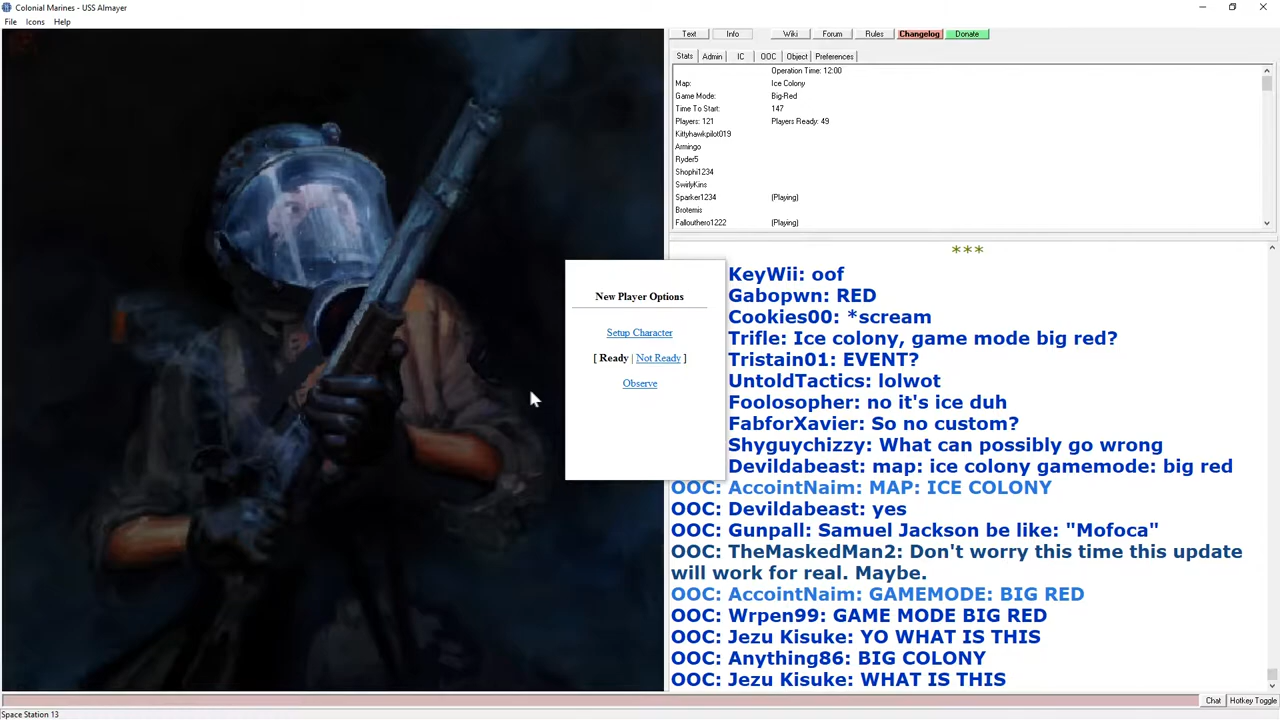 Colonial Marines - USS Almayer
File Icons Help
Text Info Wiki Forum Rules Changelog Donate
Stats Admin IC OOC Object Preferences
Operation Time: 12:00
Map: Ice Colony
Game Mode: Big-Red
Time To Start: 147
Players: 121 Players Ready: 49
Kittyhawkpilot019
Armingo
Ryder5
Shophi1234
SwirlyKins
Sparker1234 (Playing)
Brotemis
Fallouthero1222 (Playing)
New Player Options
Setup Character
[ Ready | Not Ready ]
Observe
***
KeyWii: oof
Gabopwn: RED
Cookies00: *scream
Trifle: Ice colony, game mode big red?
Tristain01: EVENT?
UntoldTactics: lolwot
Foolosopher: no it's ice duh
FabforXavier: So no custom?
Shyguychizzy: What can possibly go wrong
Devildabeast: map: ice colony gamemode: big red
OOC: AccointNaim: MAP: ICE COLONY
OOC: Devildabeast: yes
OOC: Gunpall: Samuel Jackson be like: "Mofoca"
OOC: TheMaskedMan2: Don't worry this time this update
will work for real. Maybe.
OOC: AccointNaim: GAMEMODE: BIG RED
OOC: Wrpen99: GAME MODE BIG RED
OOC: Jezu Kisuke: YO WHAT IS THIS
OOC: Anything86: BIG COLONY
OOC: Jezu Kisuke: WHAT IS THIS
Chat Hotkey Toggle
Space Station 13